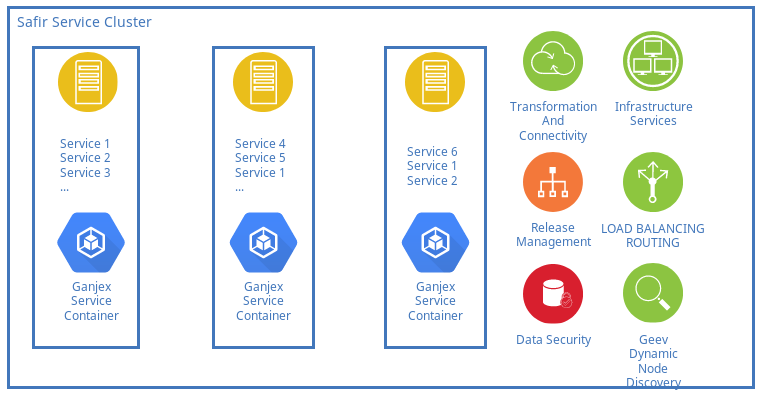 Safir Service Cluster
Service 1
Service 2
Service 3
...
Ganjex
Service
Container
Service 4
Service 5
Service 1
...
Ganjex
Service
Container
Service 6
Service 1
Service 2
Ganjex
Service
Container
Transformation
And
Connectivity
Infrastructure
Services
Release
Management
LOAD BALANCING
ROUTING
Data Security
Geev
Dynamic
Node
Discovery